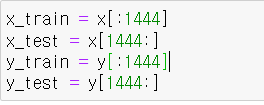 x_train = x[:1444]
x_test = x[1444:]
y_train = y[:1444]
y_test = y[1444:]